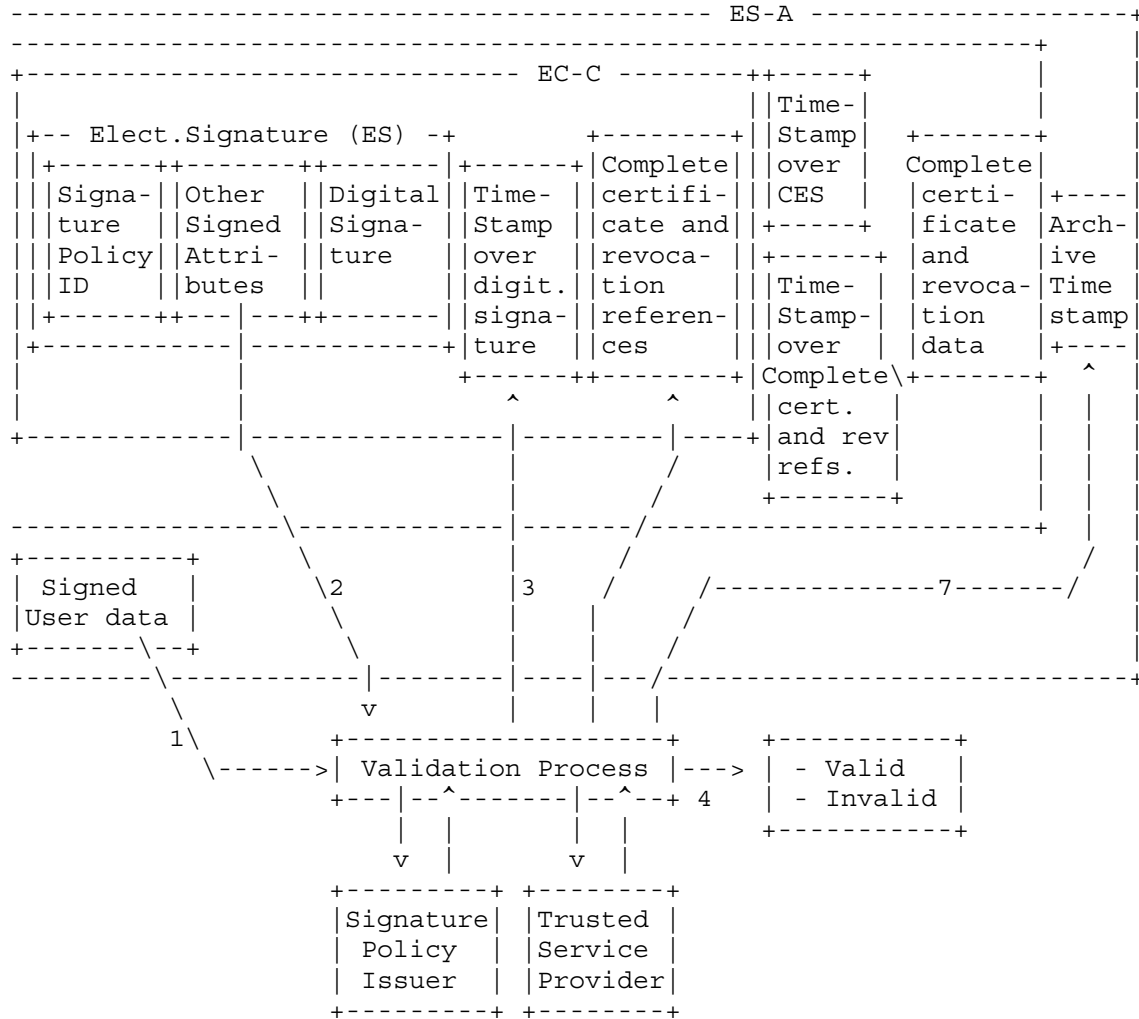 ------------------------------------------- ES-A --------------------+
----------------------------------------------------------------+     |
+------------------------------- EC-C --------++-----+          |     |
|                                             ||Time-|          |     |
|+-- Elect.Signature (ES) -+        +--------+||Stamp|  +-------+     |
||+------++-------++-------|+------+|Complete|||over |  Complete|     |
|||Signa-||Other  ||Digital||Time- ||certifi-|||CES  |  |certi- |+----|
|||ture  ||Signed ||Signa- ||Stamp ||cate and||+-----+  |ficate ||Arch-|
|||Policy||Attri- ||ture   ||over  ||revoca- ||+------+ |and    ||ive  |
|||ID    ||butes  ||       ||digit.||tion    |||Time- | |revoca-||Time |
||+------++---|---++-------||signa-||referen-|||Stamp-| |tion   ||stamp|
|+------------|------------+|ture  ||ces     |||over  | |data   |+----|
|             |             +------++--------+|Complete\+-------+  ^  |
|             |                ^         ^    ||cert.  |        |  |  |
+-------------|----------------|---------|----+|and rev|        |  |  |
\               |         /     |refs.  |        |  |  |
\              |        /      +-------+        |  |  |
-----------------\-------------|-------/------------------------+  |  |
+----------+      \            |      /                            /  |
| Signed   |       \2          |3    /      /--------------7-------/  |
|User data |        \          |    |      /                          |
+-------\--+         \         |    |     /                           |
---------\------------|--------|----|---/-----------------------------+
\           v        |    |   |
1\        +--------------------+     +-----------+
\------>| Validation Process |---> | - Valid   |
+---|--^-------|--^--+ 4   | - Invalid |
|  |       |  |        +-----------+
v  |       v  |
+---------+ +--------+
|Signature| |Trusted |
| Policy  | |Service |
| Issuer  | |Provider|
+---------+ +--------+